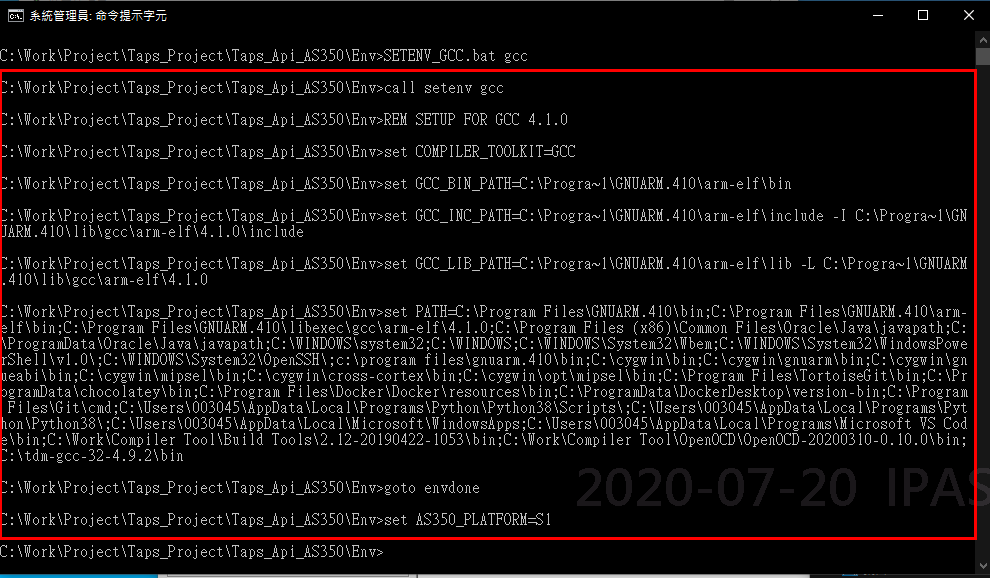 系統管理員: 命令提示字元
C:\Work\Project\Taps_Project\Taps_Api_AS350\Env>SETENV_GCC.bat gcc
C:\Work\Project\Taps_Project\Taps_Api_AS350\Env>call setenv gcc
C:\Work\Project\Taps_Project\Taps_Api_AS350\Env>REM SETUP FOR GCC 4.1.0
C:\Work\Project\Taps_Project\Taps_Api_AS350\Env>set COMPILER_TOOLKIT=GCC
C:\Work\Project\Taps_Project\Taps_Api_AS350\Env>set GCC_BIN_PATH=C:\Progra~1\GNUARM.410\arm-elf\bin
C:\Work\Project\Taps_Project\Taps_Api_AS350\Env>set GCC_INC_PATH=C:\Progra~1\GNUARM.410\arm-elf\include -I C:\Progra~1\GN
UARM.410\lib\gcc\arm-elf\4.1.0\include
C:\Work\Project\Taps_Project\Taps_Api_AS350\Env>set GCC_LIB_PATH=C:\Progra~1\GNUARM.410\arm-elf\lib -L C:\Progra~1\GNUARM
.410\lib\gcc\arm-elf\4.1.0
C:\Work\Project\Taps_Project\Taps_Api_AS350\Env>set PATH=C:\Program Files\GNUARM.410\bin;C:\Program Files\GNUARM.410\arm-
elf\bin;C:\Program Files\GNUARM.410\libexec\gcc\arm-elf\4.1.0;C:\Program Files (x86)\Common Files\Oracle\Java\javapath;C:
\ProgramData\Oracle\Java\javapath;C:\WINDOWS\system32;C:\WINDOWS;C:\WINDOWS\System32\Wbem;C:\WINDOWS\System32\WindowsPowe
rShell\v1.0\;C:\WINDOWS\System32\OpenSSH\;c:\program files\gnuarm.410\bin;C:\cygwin\bin;C:\cygwin\gnuarm\bin;C:\cygwin\gn
ueabi\bin;C:\cygwin\mipsel\bin;C:\cygwin\cross-cortex\bin;C:\cygwin\opt\mipsel\bin;C:\Program Files\TortoiseGit\bin;C:\Pr
ogramData\chocolatey\bin;C:\Program Files\Docker\Docker\resources\bin;C:\ProgramData\DockerDesktop\version-bin;C:\Program
Files\Git\cmd;C:\Users\003045\AppData\Local\Programs\Python\Python38\Scripts\;C:\Users\003045\AppData\Local\Programs\Pyt
hon\Python38\;C:\Users\003045\AppData\Local\Microsoft\WindowsApps;C:\Users\003045\AppData\Local\Programs\Microsoft VS Cod
e\bin;C:\Work\Compiler Tool\Build Tools\2.12-20190422-1053\bin;C:\Work\Compiler Tool\OpenOCD\OpenOCD-20200310-0.10.0\bin;
C:\tdm-gcc-32-4.9.2\bin
C:\Work\Project\Taps_Project\Taps_Api_AS350\Env>goto envdone
2020-07-20 IPAS
C:\Work\Project\Taps_Project\Taps_Api_AS350\Env>set AS350_PLATFORM=S1
C:\Work\Project\Taps_Project\Taps_Api_AS350\Env>